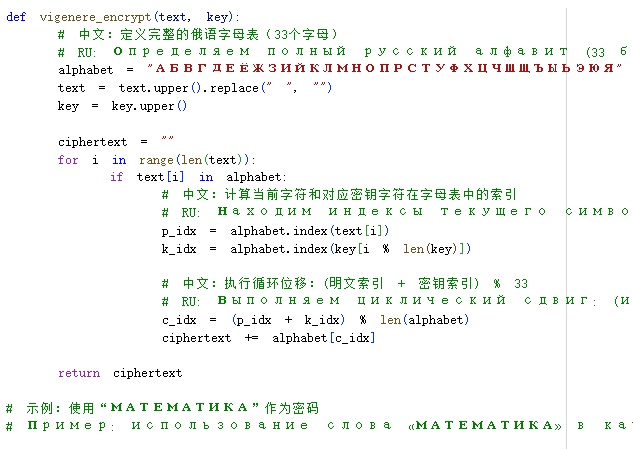 def vigenere_encrypt(text, key):
# 中文：定义完整的俄语字母表（33个字母）
# RU: Определяем полный русский алфавит (33 б
alphabet = "АБВГДЕЁЖЗИЙКЛМНОПРСТУФХЦЧШЩЪЫЬЭЮЯ"
text = text.upper().replace(" ", "")
key = key.upper()
ciphertext = ""
for i in range(len(text)):
if text[i] in alphabet:
# 中文：计算当前字符和对应密钥字符在字母表中的索引
# RU: Находим индексы текущего симво
p_idx = alphabet.index(text[i])
k_idx = alphabet.index(key[i % len(key)])
# 中文：执行循环位移：(明文索引 + 密钥索引) % 33
# RU: Выполняем циклический сдвиг: (и
c_idx = (p_idx + k_idx) % len(alphabet)
ciphertext += alphabet[c_idx]
return ciphertext
# 示例：使用“МАТЕМАТИКА”作为密码
# Пример: использование слова «МАТЕМАТИКА» в ка